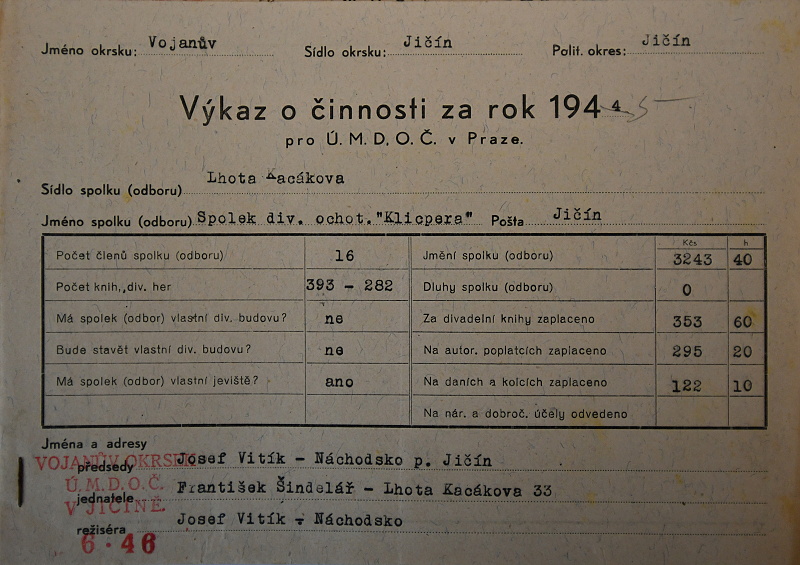 Jméno okrsku: Vojanův Sídlo okrsku: Jičín Polit. okres: Jičín
Výkaz o činnosti za rok 194 4 5
pro Ú. M. D. O. Č. v Praze.
Sídlo spolku (odboru) Lhota Kacákova
Jméno spolku (odboru) Spolek div. ochot."Klicpera" Pošta Jičín
Kčs h
Počet členů spolku (odboru) 16 Jmění spolku (odboru) 3243 40
Počet knih, div. her 393 - 282 Dluhy spolku (odboru) 0
Má spolek (odbor) vlastní div. budovu? ne Za divadelní knihy zaplaceno 353 60
Bude stavět vlastní div. budovu? ne Na autor. poplatcích zaplaceno 295 20
Má spolek (odbor) vlastní jeviště? ano Na daních a kolcích zaplaceno 122 10
Na nár. a dobroč. účely odvedeno
Jména a adresy
VOJANŮV OKRSEK
předsedy Josef Vitík - Náchodsko p. Jičín
Ú. M. D. O. Č.
jednatele František Šindelář - Lhota Kacákova 33
V JIČÍNĚ.
režiséra Josef Vitík - Náchodsko
6 · 46